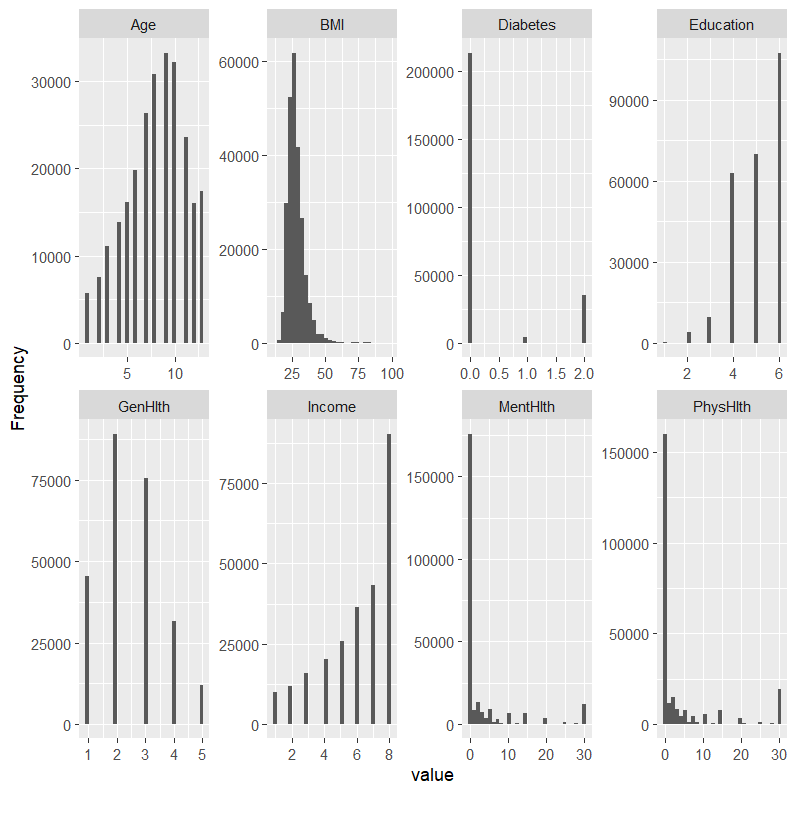 Age BMI Diabetes Education
30000 60000 200000 90000
20000 40000 150000 60000
10000 20000 100000 30000
0 0 50000 0
0
5 10 25 50 75 100 0.0 0.5 1.0 1.5 2.0 2 4 6
Frequency
GenHlth Income MentHlth PhysHlth
75000 75000 150000 150000
50000 50000 100000 100000
25000 25000 50000 50000
0 0 0 0
1 2 3 4 5 2 4 6 8 0 10 20 30 0 10 20 30
value